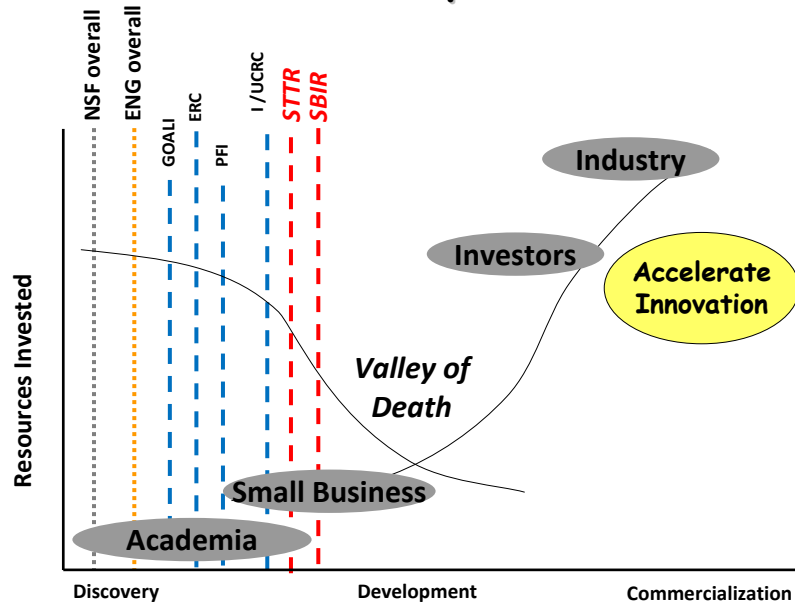 NSF overall
ENG overall
GOALI
ERC
PFI
I /UCRC
STTR
SBIR
Industry
Investors
Accelerate
Innovation
Resources Invested
Valley of
Death
Small Business
Academia
Discovery
Development
Commercialization